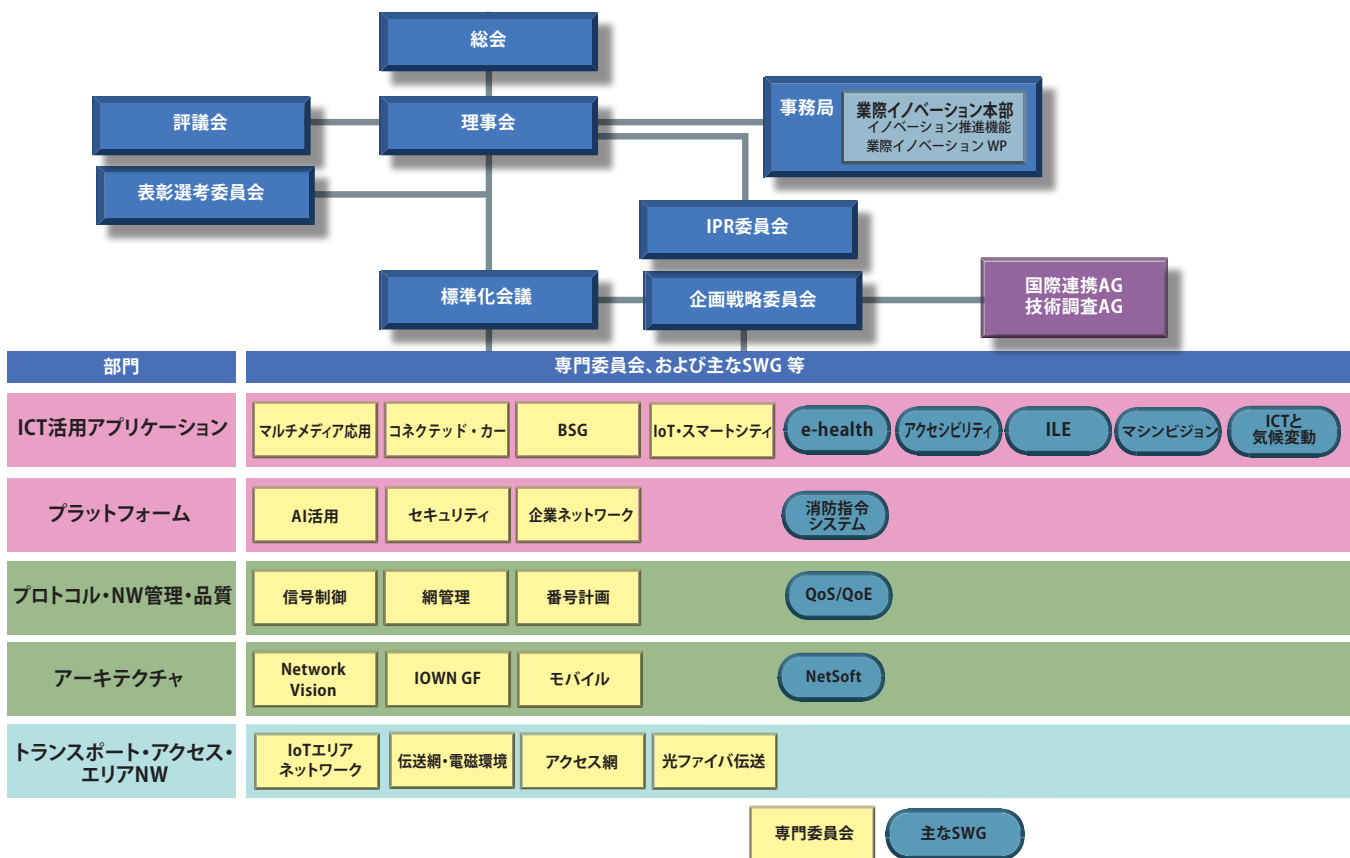 総会
評議会
理事会
事務局
業際イノベーション本部
イノベーション推進機能
業際イノベーション WP
表彰選考委員会
IPR委員会
標準化会議
企画戦略委員会
国際連携AG
技術調査AG
部門
専門委員会、および主なSWG 等
ICT活用アプリケーション
マルチメディア応用
コネクテッド・カー
BSG
IoT・スマートシティ
e-health
アクセシビリティ
ILE
マシンビジョン
ICTと
気候変動
プラットフォーム
AI活用
セキュリティ
企業ネットワーク
消防指令
システム
プロトコル・NW管理・品質
信号制御
網管理
番号計画
QoS/QoE
アーキテクチャ
Network
Vision
IOWN GF
モバイル
NetSoft
トランスポート・アクセス・
エリアNW
IoTエリア
ネットワーク
伝送網・電磁環境
アクセス網
光ファイバ伝送
専門委員会
主なSWG